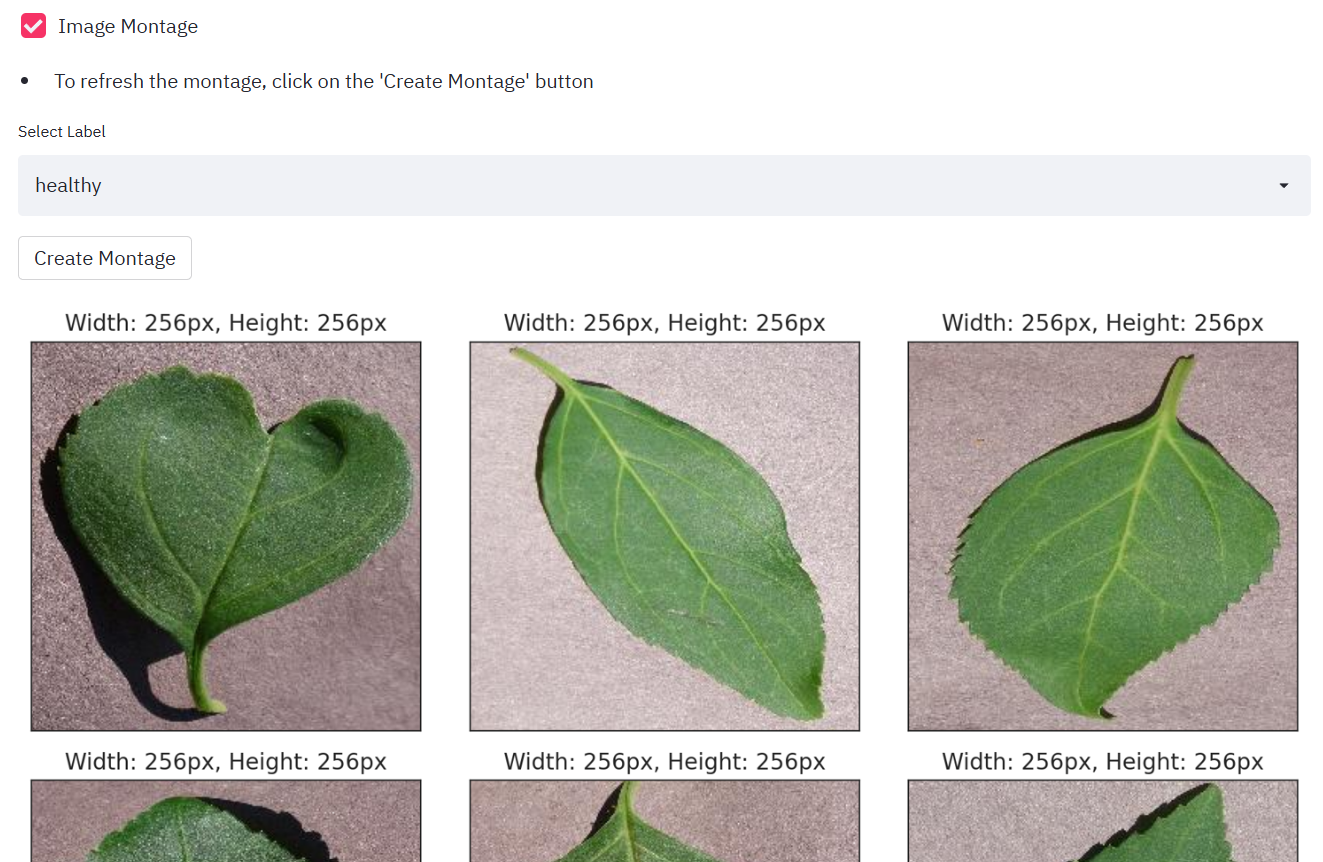 Image Montage
To refresh the montage, click on the 'Create Montage' button
Select Label
healthy
Create Montage
Width: 256px, Height: 256px
Width: 256px, Height: 256px
Width: 256px, Height: 256px
Width: 256px, Height: 256px
Width: 256px, Height: 256px
Width: 256px, Height: 256px